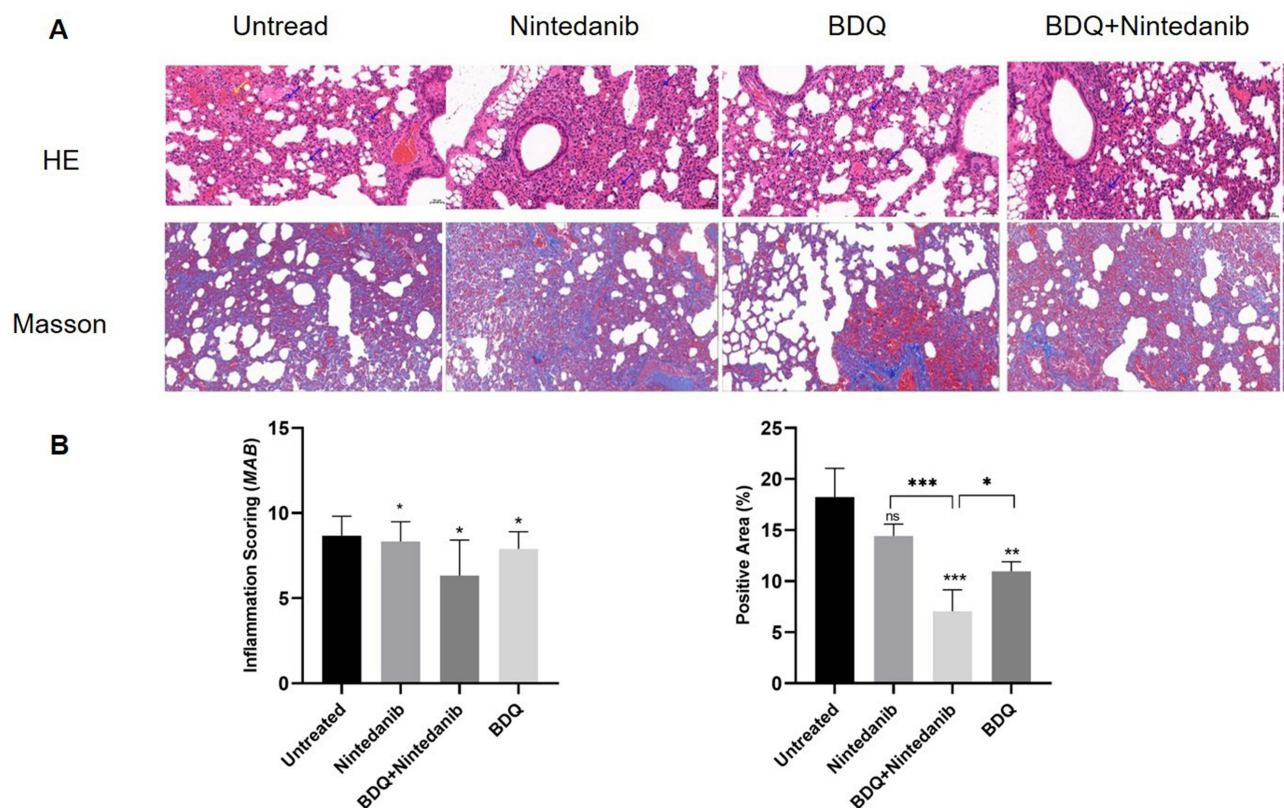 A
Untread
Nintedanib
BDQ
BDQ+Nintedanib
HE
Masson
B
Inflammation Scoring (MAB)
15
10
5
0
*
*
*
Untreated
Nintedanib
BDQ+Nintedanib
BDQ
Positive Area (%)
25
20
15
10
5
0
ns
***
***
*
**
Untreated
Nintedanib
BDQ+Nintedanib
BDQ